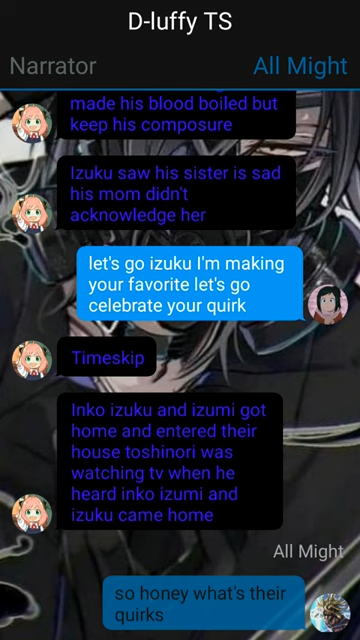 D-luffy TS
Narrator
All Might
made his blood boiled but
keep his composure
Izuku saw his sister is sad
his mom didn't
acknowledge her
let's go izuku I'm making
your favorite let's go
celebrate your quirk
Timeskip
Inko izuku and izumi got
home and entered their
house toshinori was
watching tv when he
heard inko izumi and
izuku came home
All Might
so honey what's their
quirks